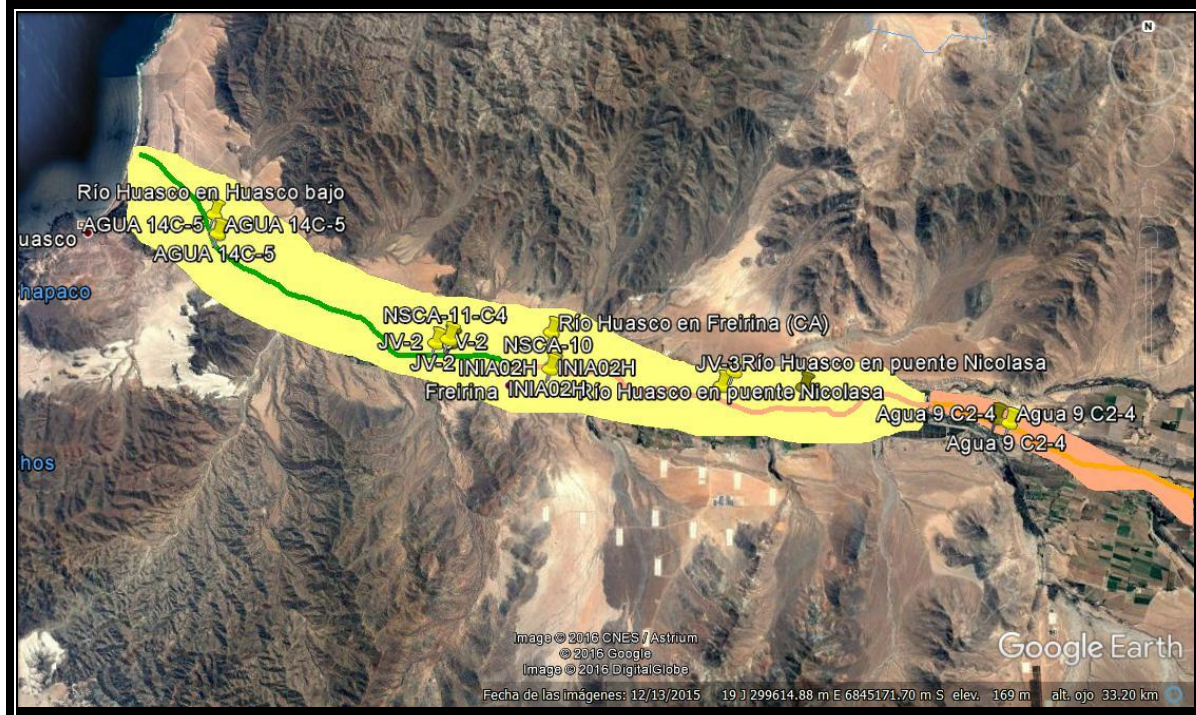 N
Río Huasco en Huasco bajo
AGUA 14C-5 AGUA 14C-5
uasco
AGUA 14C-5
hapaco
NSCA-11-C4
Río Huasco en Freirina (CA)
JV-2 V-2 NSCA-10
JV-2 INIA02H INIA02H
JV-3 Río Huasco en puente Nicolasa
Freirina INIA02H Río Huasco en puente Nicolasa
Agua 9 C2-4 Agua 9 C2-4
Agua 9 C2-4
hos
Image © 2016 CNES / Astrium
© 2016 Google
Image © 2016 DigitalGlobe
Google Earth
Fecha de las imágenes: 12/13/2015 19 J 299614.88 m E 6845171.70 m S elev. 169 m alt. ojo 33.20 km